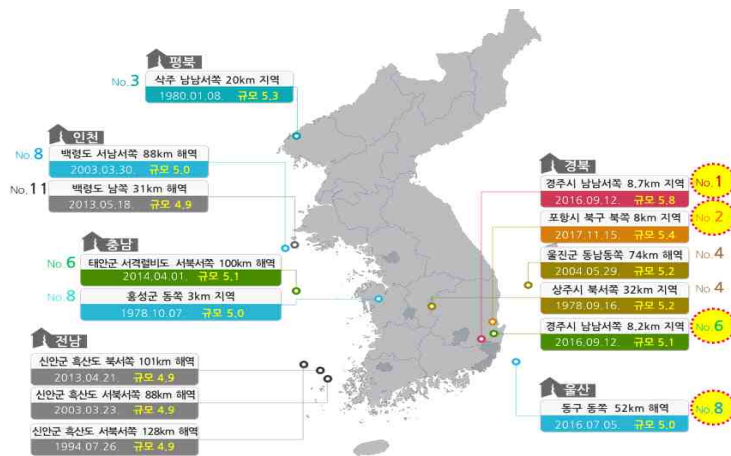 평북
No.3
삭주 남남서쪽 20km 지역
1980.01.08. 규모 5.3
인천
No.8
백령도 서남서쪽 88km 해역
2003.03.30. 규모 5.0
No.11
백령도 남쪽 31km 해역
2013.05.18. 규모 4.9
충남
No.6
태안군 서격렬비도 서북서쪽 100km 해역
2014.04.01. 규모 5.1
No.8
홍성군 동쪽 3km 지역
1978.10.07. 규모 5.0
전남
신안군 흑산도 북서쪽 101km 해역
2013.04.21. 규모 4.9
신안군 흑산도 서북서쪽 88km 해역
2003.03.23. 규모 4.9
신안군 흑산도 서북서쪽 128km 해역
1994.07.26. 규모 4.9
경북
경주시 남남서쪽 8.7km 지역
2016.09.12. 규모 5.8
No.1
포항시 북구 북쪽 8km 지역
2017.11.15. 규모 5.4
No.2
울진군 동남동쪽 74km 해역
2004.05.29. 규모 5.2
No.4
상주시 북서쪽 32km 지역
1978.09.16. 규모 5.2
No.4
경주시 남남서쪽 8.2km 지역
2016.09.12. 규모 5.1
No.6
울산
동구 동쪽 52km 해역
2016.07.05. 규모 5.0
No.8